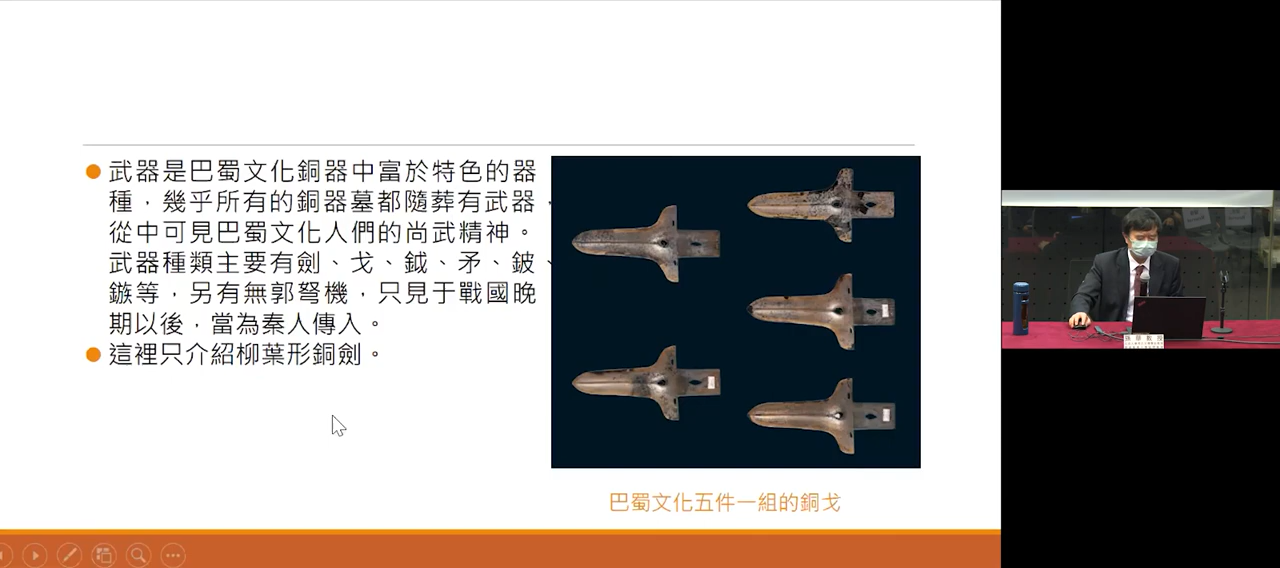 武器是巴蜀文化銅器中富於特色的器
種，幾乎所有的銅器墓都隨葬有武器，
從中可見巴蜀文化人們的尚武精神。
武器種類主要有劍、戈、鉞、矛、鈹、
鏃等，另有無郭弩機，只見于戰國晚
期以後，當為秦人傳入。
這裡只介紹柳葉形銅劍。
巴蜀文化五件一組的銅戈